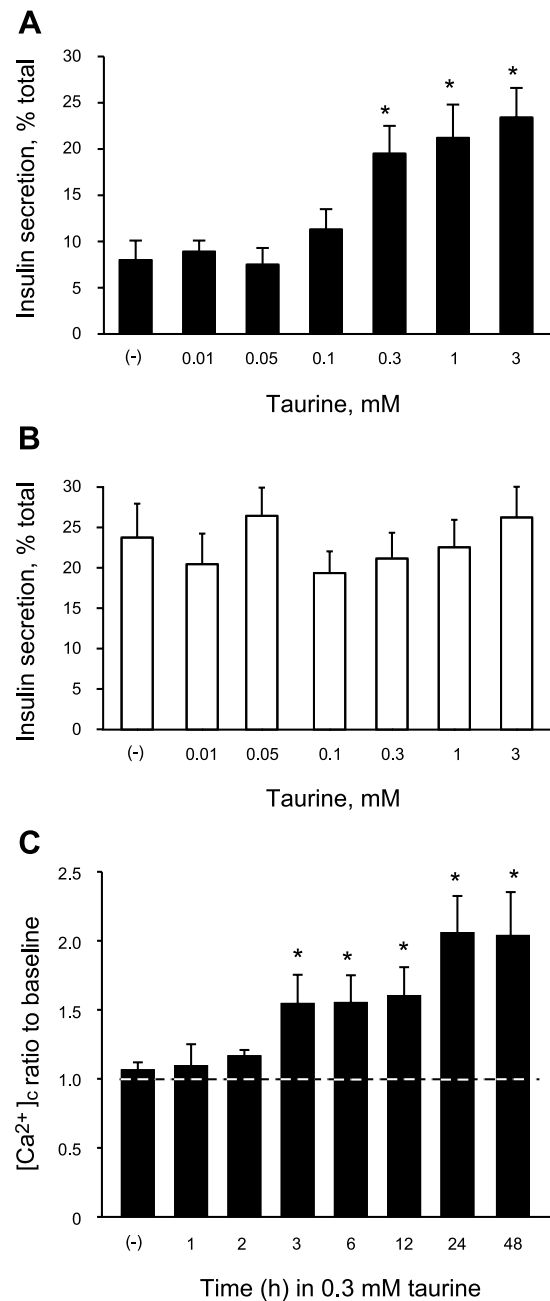 A
Insulin secretion, % total
30
25
20
15
10
5
0
* * *
(-) 0.01 0.05 0.1 0.3 1 3
Taurine, mM
B
Insulin secretion, % total
30
25
20
15
10
5
0
(-) 0.01 0.05 0.1 0.3 1 3
Taurine, mM
C
[Ca²⁺]c ratio to baseline
2.5
2.0
1.5
1.0
0.5
0
* * * * *
(-) 1 2 3 6 12 24 48
Time (h) in 0.3 mM taurine